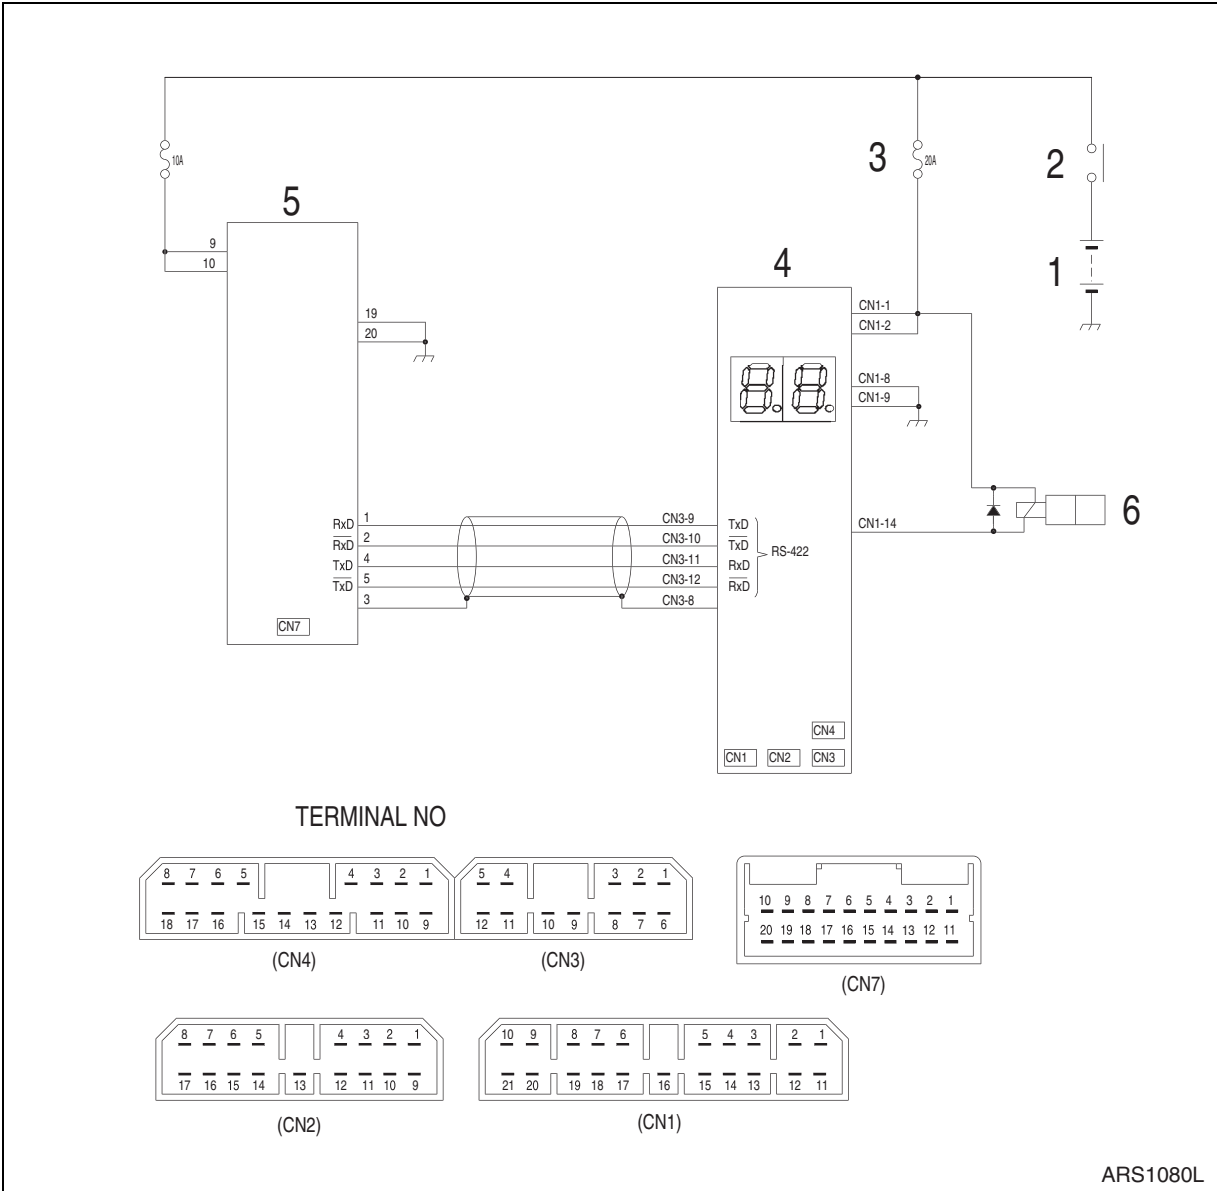 10A
3
20A
2
5
9
10
4
1
CN1-1
CN1-2
19
20
CN1-8
CN1-9
6
RxD 1 CN3-9 TxD
R̅x̅D̅ 2 CN3-10 T̅x̅D̅
TxD 4 CN3-11 RxD
T̅x̅D̅ 5 CN3-12 R̅x̅D̅
3 CN3-8
RS-422
CN1-14
CN7
CN4
CN1 CN2 CN3
TERMINAL NO
8 7 6 5 4 3 2 1
18 17 16 15 14 13 12 11 10 9
(CN4)
5 4 3 2 1
12 11 10 9 8 7 6
(CN3)
10 9 8 7 6 5 4 3 2 1
20 19 18 17 16 15 14 13 12 11
(CN7)
8 7 6 5 4 3 2 1
17 16 15 14 13 12 11 10 9
(CN2)
10 9 8 7 6 5 4 3 2 1
21 20 19 18 17 16 15 14 13 12 11
(CN1)
ARS1080L